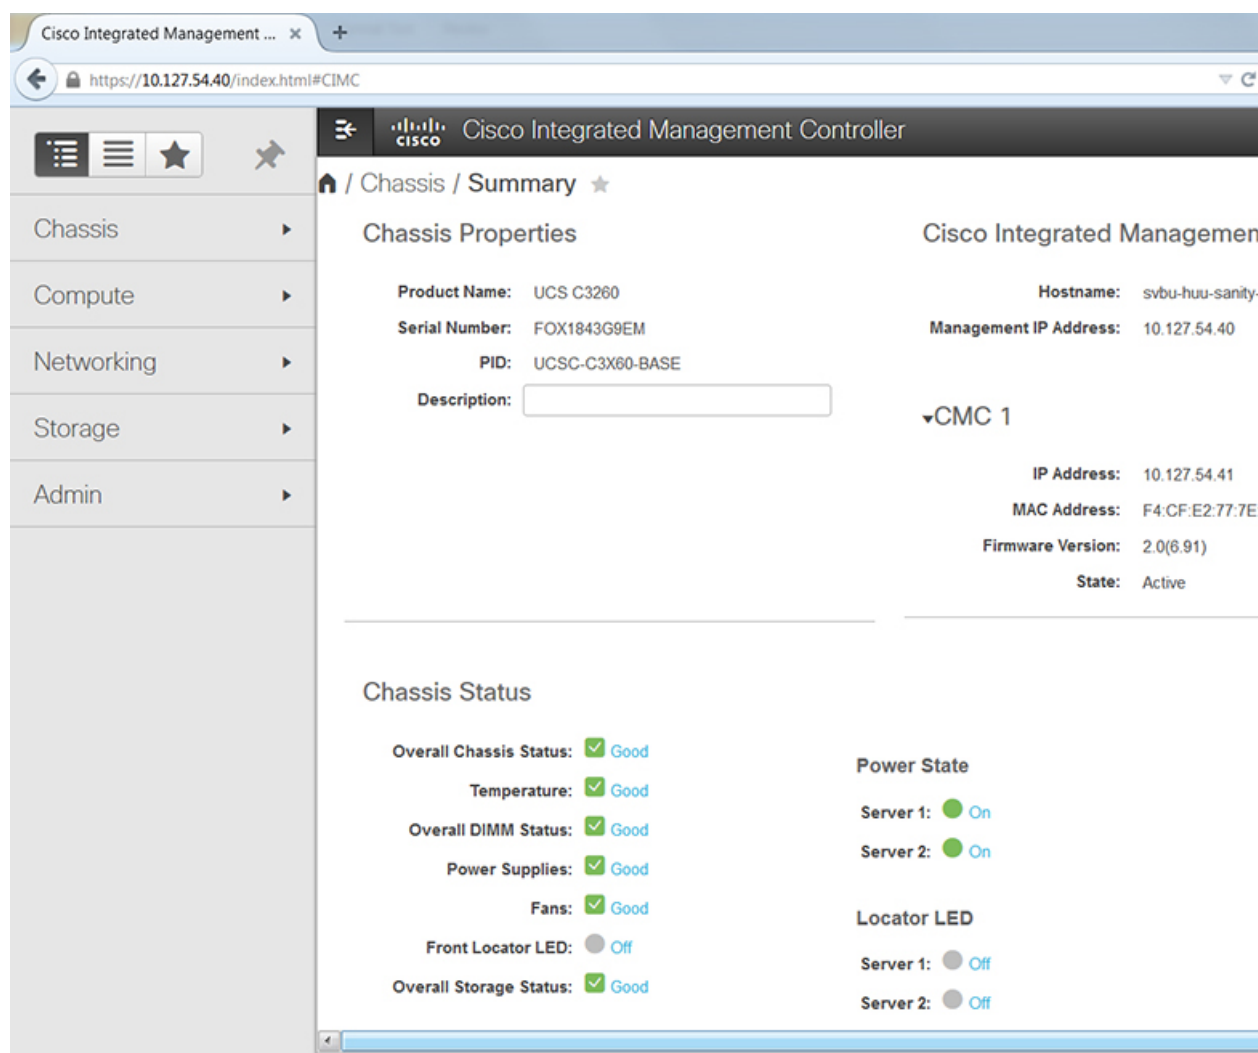 Cisco Integrated Management ... ×
+
https://10.127.54.40/index.html#CIMC
cisco Cisco Integrated Management Controller
/ Chassis / Summary
Chassis
Compute
Networking
Storage
Admin
Chassis Properties
Product Name: UCS C3260
Serial Number: FOX1843G9EM
PID: UCSC-C3X60-BASE
Description:
Cisco Integrated Managemen
Hostname: svbu-huu-sanity-
Management IP Address: 10.127.54.40
CMC 1
IP Address: 10.127.54.41
MAC Address: F4:CF:E2:77:7E
Firmware Version: 2.0(6.91)
State: Active
Chassis Status
Overall Chassis Status: Good
Temperature: Good
Overall DIMM Status: Good
Power Supplies: Good
Fans: Good
Front Locator LED: Off
Overall Storage Status: Good
Power State
Server 1: On
Server 2: On
Locator LED
Server 1: Off
Server 2: Off